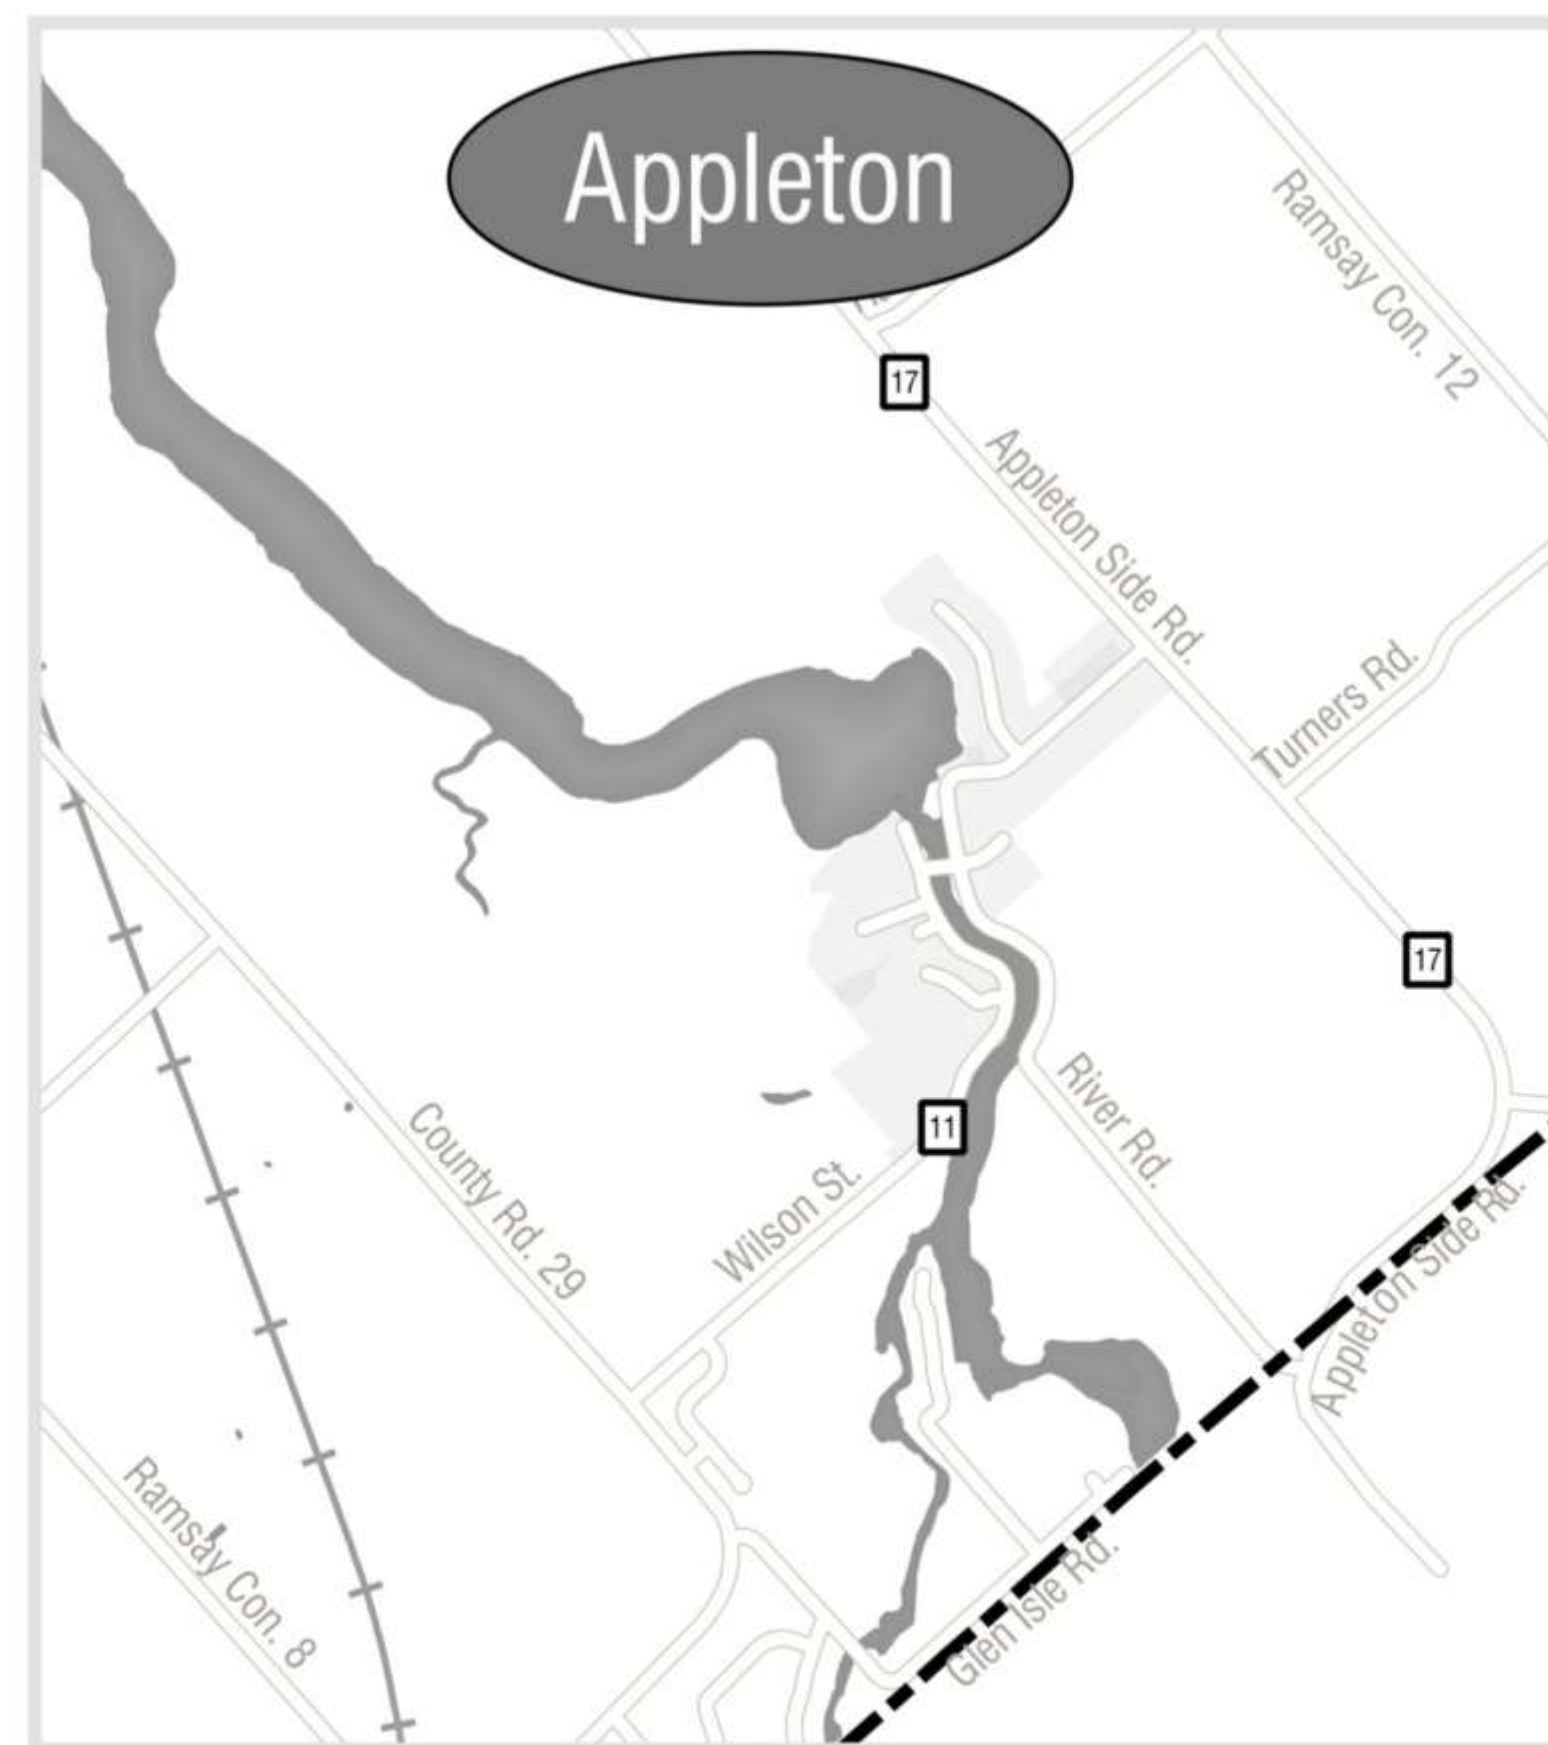 Appleton
Ramsay Con. 12
17
Appleton Side Rd.
Turners Rd.
17
River Rd.
11
County Rd. 29
Wilson St.
Appleton Side Rd.
Ramsay Con. 8
Glen Isle Rd.